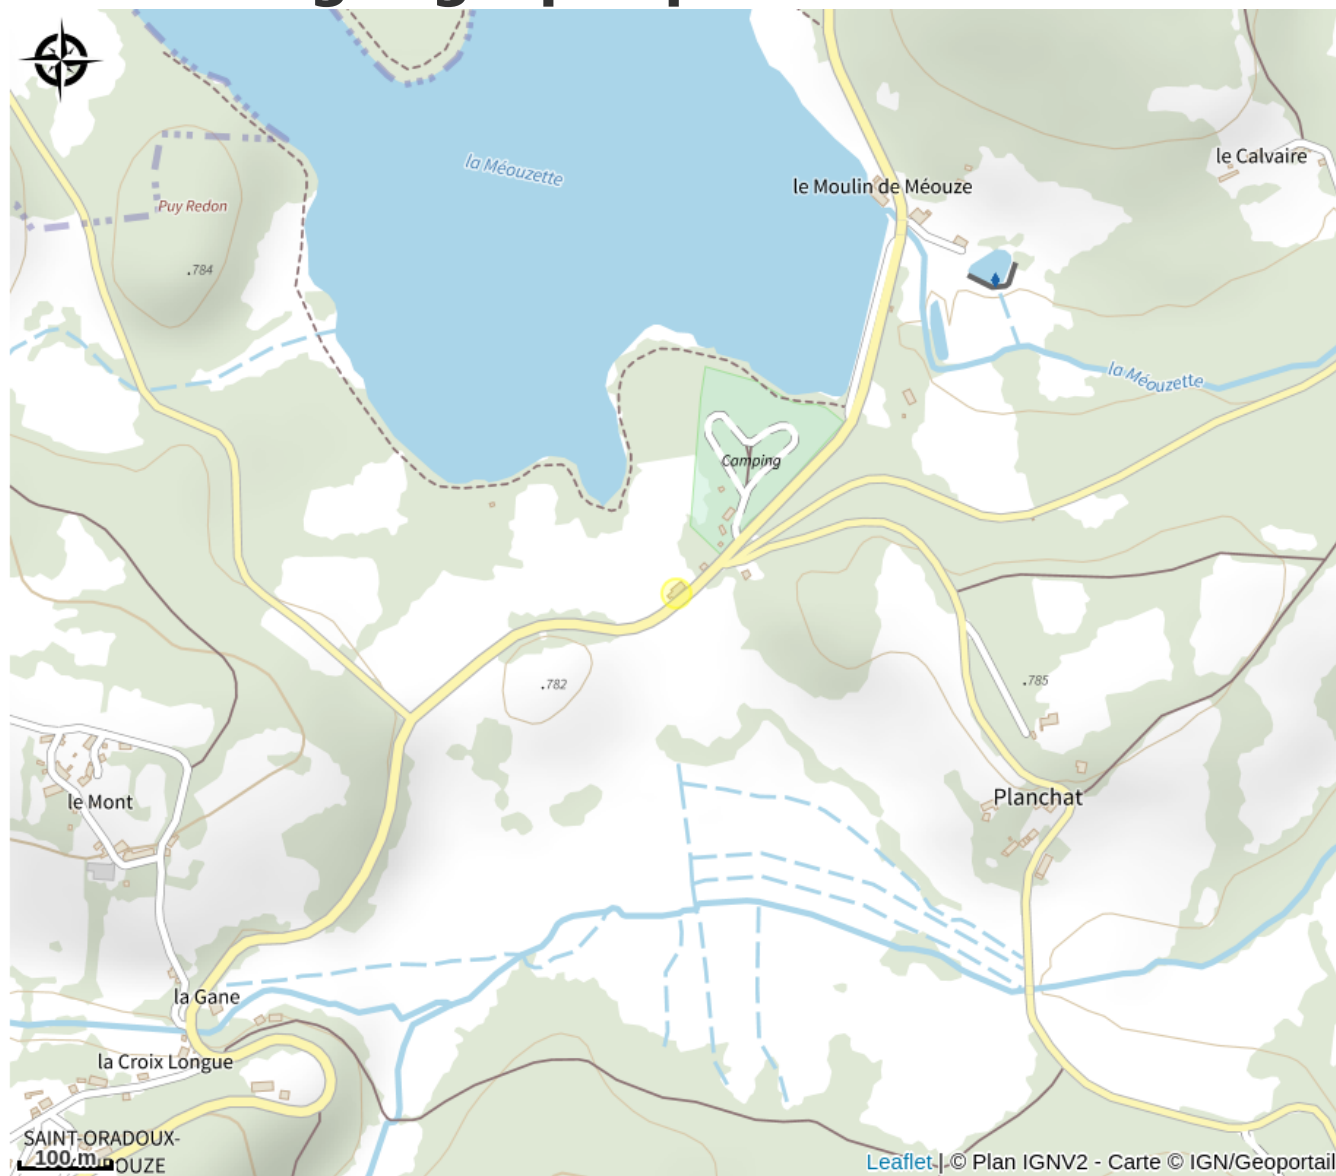 le Calvaire
la Méouzette
le Moulin de Méouze
Puy Redon
.784
la Méouzette
Camping
.782
.785
le Mont
Planchat
la Gane
la Croix Longue
SAINT-ORADOUX-
100 m
Leaflet | © Plan IGNV2 - Carte © IGN/Geoportail